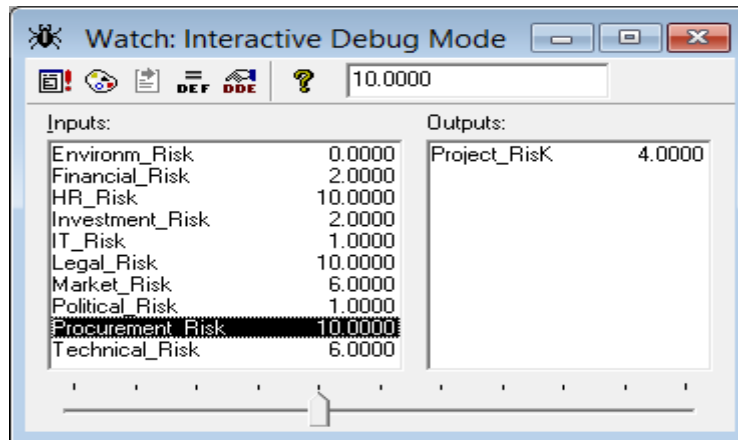 Watch: Interactive Debug Mode
DEF DDE ? 10.0000
Inputs: Outputs:
Environm_Risk 0.0000 Project_RisK 4.0000
Financial_Risk 2.0000
HR_Risk 10.0000
Investment_Risk 2.0000
IT_Risk 1.0000
Legal_Risk 10.0000
Market_Risk 6.0000
Political_Risk 1.0000
Procurement_Risk 10.0000
Technical_Risk 6.0000